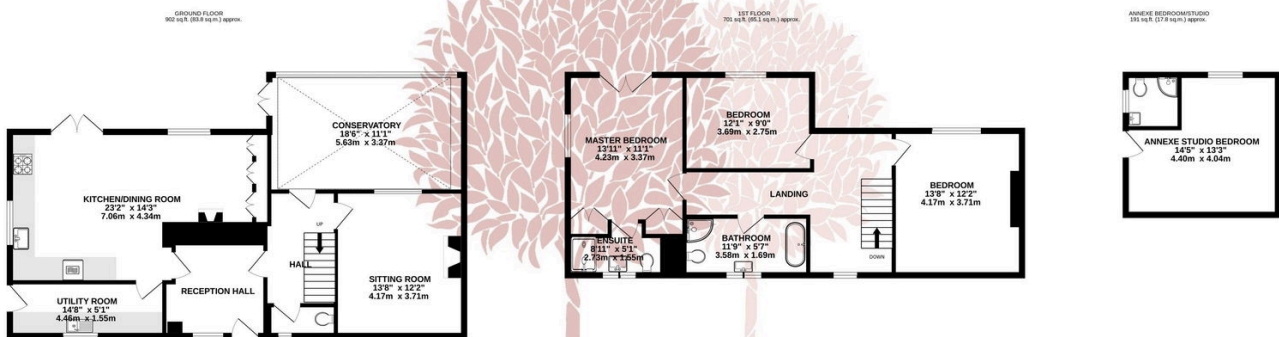 GROUND FLOOR
902 sq.ft. (83.8 sq.m.) approx.
CONSERVATORY
18'6" x 11'1"
5.63m x 3.37m
KITCHEN/DINING ROOM
23'2" x 14'3"
7.06m x 4.34m
UP
HALL
RECEPTION HALL
SITTING ROOM
13'8" x 12'2"
4.17m x 3.71m
UTILITY ROOM
14'8" x 5'1"
4.46m x 1.55m
1ST FLOOR
701 sq.ft. (65.1 sq.m.) approx.
MASTER BEDROOM
13'11" x 11'1"
4.23m x 3.37m
BEDROOM
12'1" x 9'0"
3.69m x 2.75m
LANDING
BEDROOM
13'8" x 12'2"
4.17m x 3.71m
ENSUITE
8'11" x 5'1"
2.73m x 1.55m
BATHROOM
11'9" x 5'7"
3.58m x 1.69m
DOWN
ANNEXE BEDROOM/STUDIO
191 sq.ft. (17.8 sq.m.) approx.
ANNEXE STUDIO BEDROOM
14'5" x 13'3"
4.40m x 4.04m